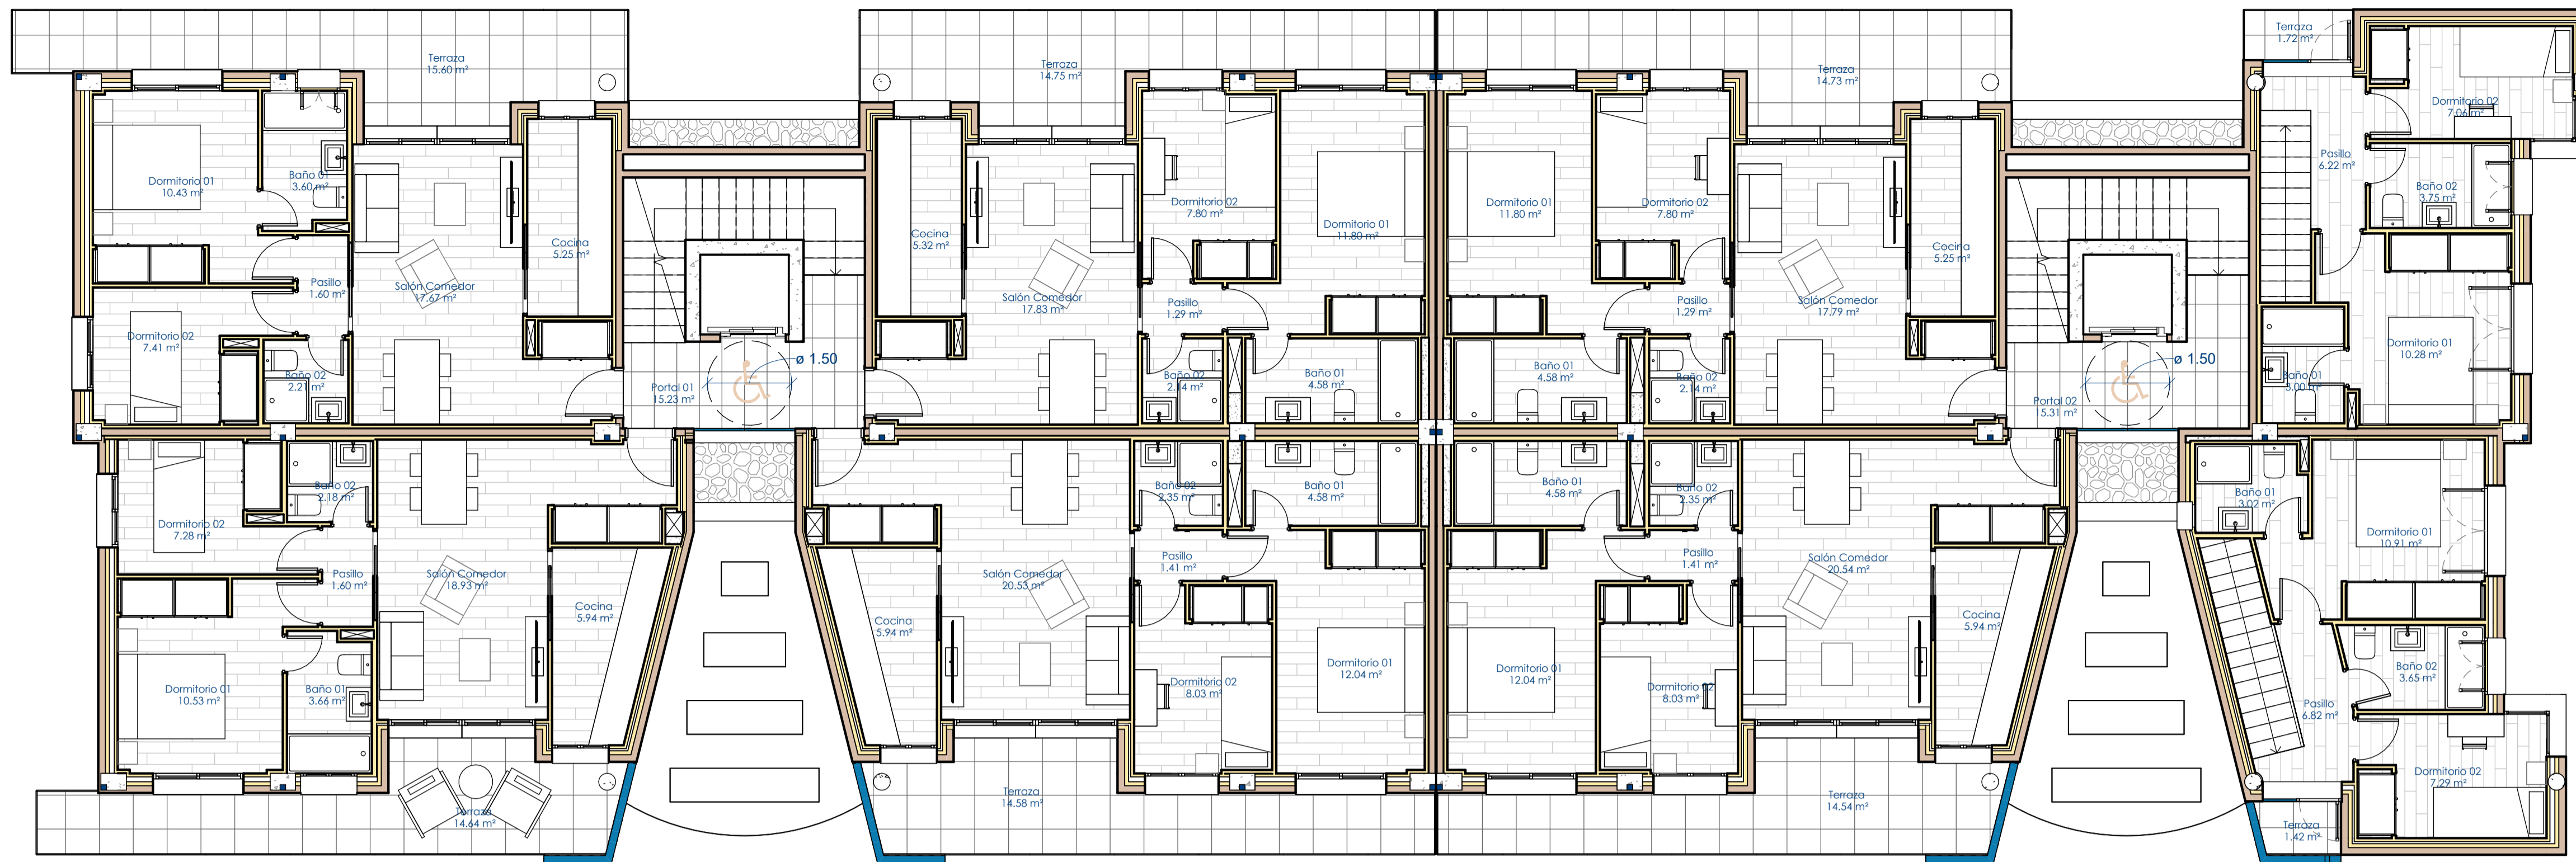 Terraza
15.60 m²
Dormitorio 01
10.43 m²
Baño 01
3.60 m²
Cocina
5.25 m²
Pasillo
1.60 m²
Salón Comedor
17.67 m²
Dormitorio 02
7.41 m²
Baño 02
2.21 m²
Portal 01
15.23 m²
ø 1.50
Terraza
14.75 m²
Cocina
5.32 m²
Salón Comedor
17.83 m²
Dormitorio 02
7.80 m²
Dormitorio 01
11.80 m²
Pasillo
1.29 m²
Baño 02
2.14 m²
Baño 01
4.58 m²
Terraza
14.73 m²
Dormitorio 01
11.80 m²
Dormitorio 02
7.80 m²
Cocina
5.25 m²
Pasillo
1.29 m²
Salón Comedor
17.79 m²
Baño 01
4.58 m²
Baño 02
2.14 m²
Portal 02
15.31 m²
ø 1.50
Terraza
1.72 m²
Dormitorio 02
7.06 m²
Pasillo
6.22 m²
Baño 02
3.75 m²
Dormitorio 01
10.28 m²
Baño 01
3.00 m²
Baño 02
2.18 m²
Dormitorio 02
7.28 m²
Pasillo
1.60 m²
Salón Comedor
18.93 m²
Cocina
5.94 m²
Dormitorio 01
10.53 m²
Baño 01
3.66 m²
Terraza
14.64 m²
Baño 02
2.35 m²
Baño 01
4.58 m²
Salón Comedor
20.53 m²
Pasillo
1.41 m²
Cocina
5.94 m²
Dormitorio 02
8.03 m²
Dormitorio 01
12.04 m²
Terraza
14.58 m²
Baño 01
4.58 m²
Baño 02
2.35 m²
Pasillo
1.41 m²
Salón Comedor
20.54 m²
Cocina
5.94 m²
Dormitorio 01
12.04 m²
Dormitorio 02
8.03 m²
Terraza
14.54 m²
Baño 01
3.02 m²
Dormitorio 01
10.91 m²
Baño 02
3.65 m²
Pasillo
6.82 m²
Dormitorio 02
7.29 m²
Terraza
1.42 m²